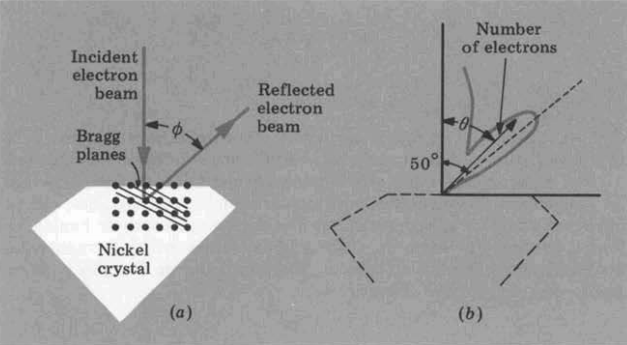 Incident
electron
beam
ϕ
Reflected
electron
beam
Bragg
planes
Nickel
crystal
(a)
Number
of electrons
θ
50°
(b)